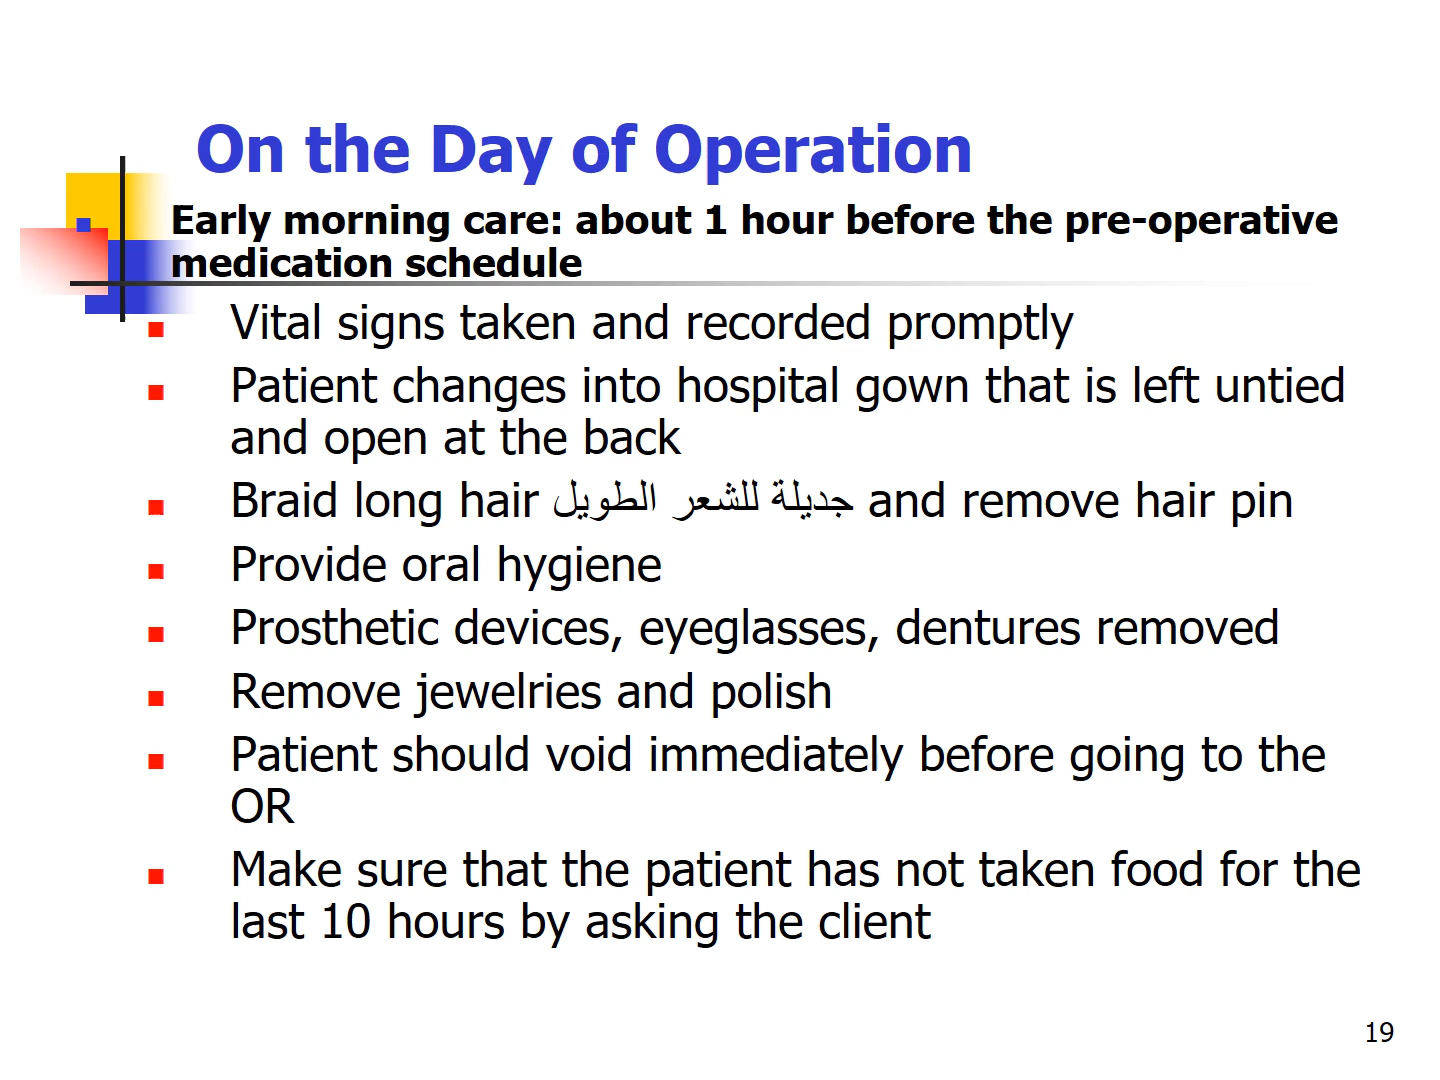 On the Day of Operation
Early morning care: about 1 hour before the pre-operative
medication schedule
Vital signs taken and recorded promptly
Patient changes into hospital gown that is left untied
and open at the back
Braid long hair جديلة للشعر الطويل and remove hair pin
Provide oral hygiene
Prosthetic devices, eyeglasses, dentures removed
Remove jewelries and polish
Patient should void immediately before going to the
OR
Make sure that the patient has not taken food for the
last 10 hours by asking the client
19